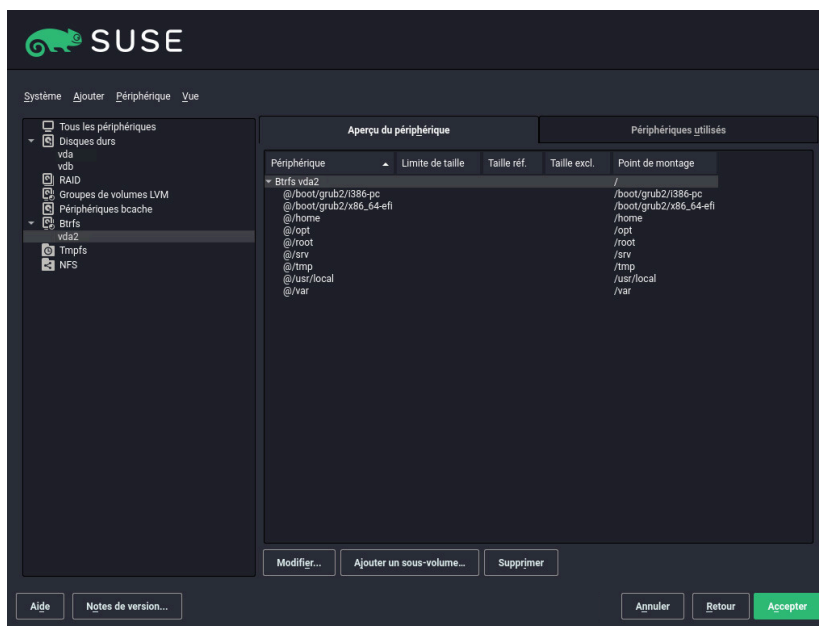 SUSE
Système Ajouter Périphérique Vue
Tous les périphériques
Disques durs
vda
vdb
RAID
Groupes de volumes LVM
Périphériques bcache
Btrfs
vda2
Tmpfs
NFS
Aperçu du périphérique Périphériques utilisés
Périphérique Limite de taille Taille réf. Taille excl. Point de montage
Btrfs vda2 /
@/boot/grub2/i386-pc /boot/grub2/i386-pc
@/boot/grub2/x86_64-efi /boot/grub2/x86_64-efi
@/home /home
@/opt /opt
@/root /root
@/srv /srv
@/tmp /tmp
@/usr/local /usr/local
@/var /var
Modifier... Ajouter un sous-volume... Supprimer
Aide Notes de version... Annuler Retour Accepter